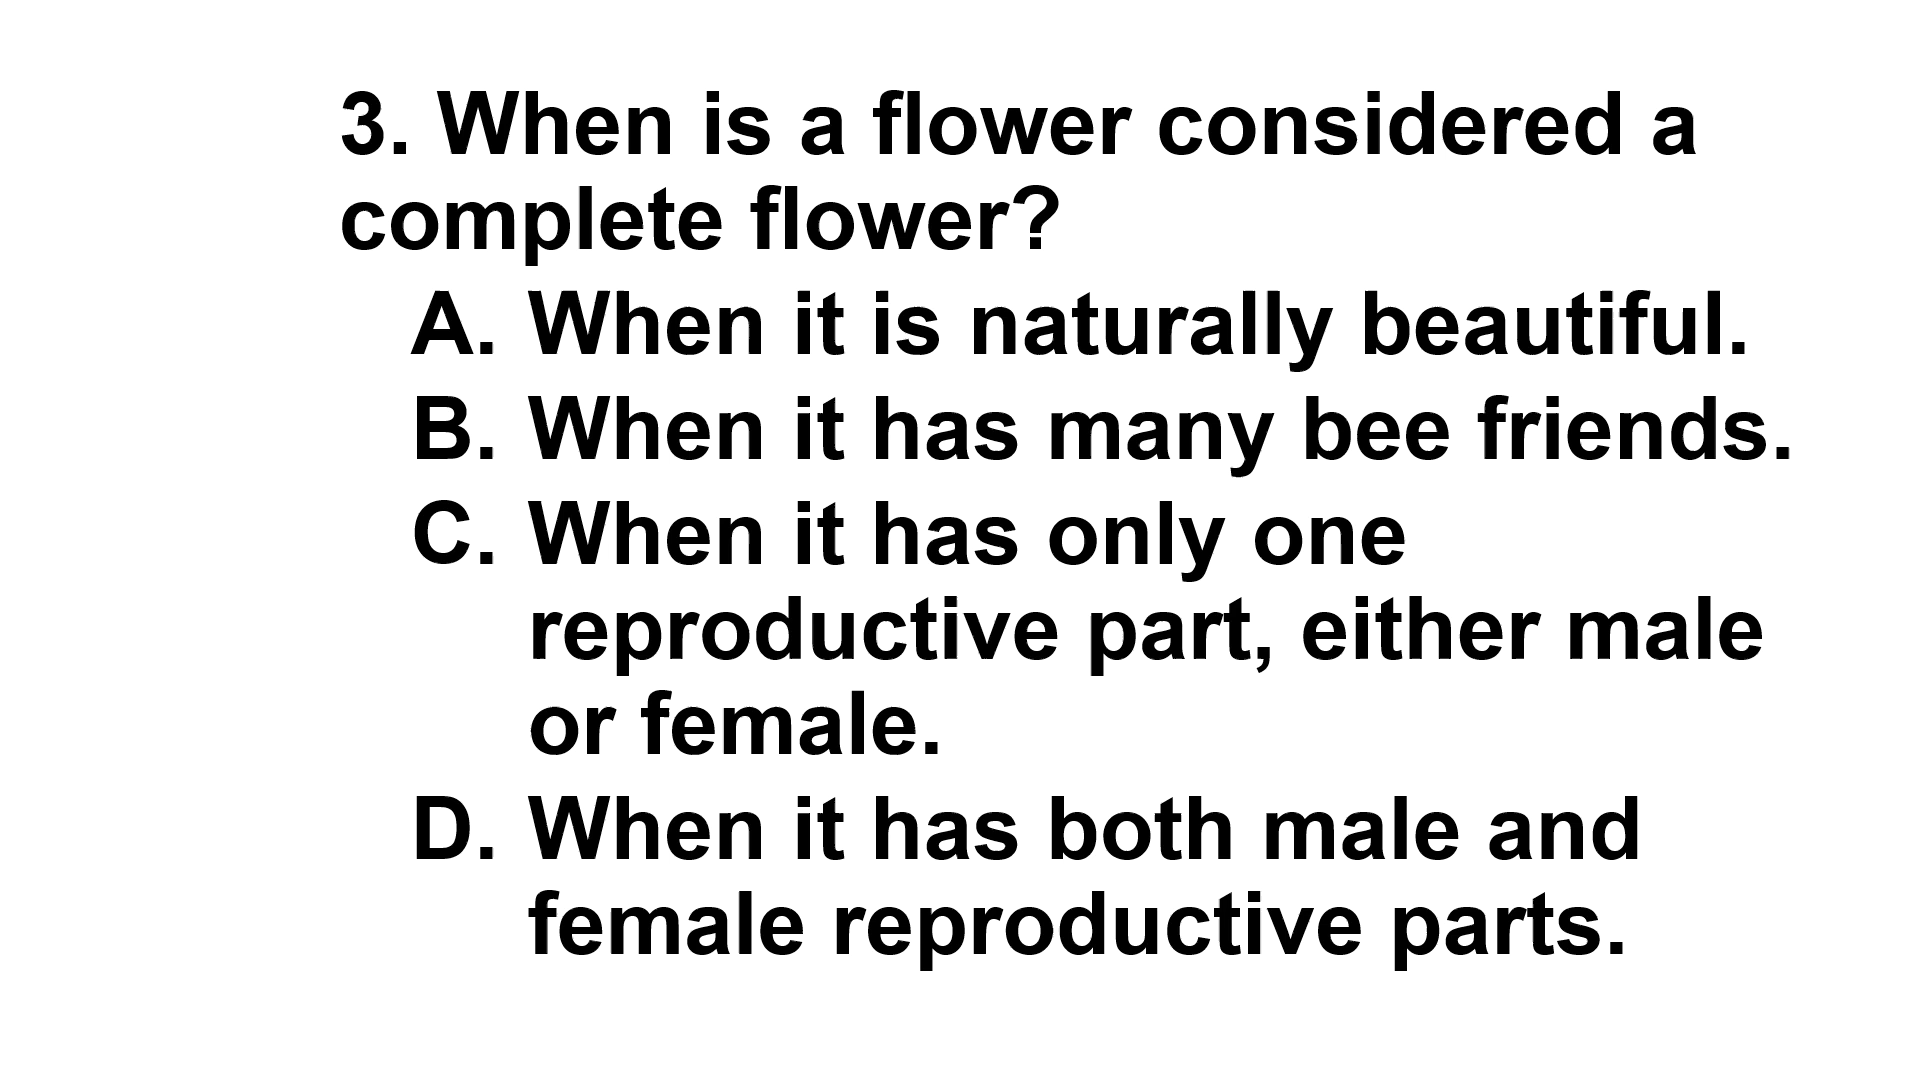 3. When is a flower considered a
complete flower?
A. When it is naturally beautiful.
B. When it has many bee friends.
C. When it has only one
reproductive part, either male
or female.
D. When it has both male and
female reproductive parts.